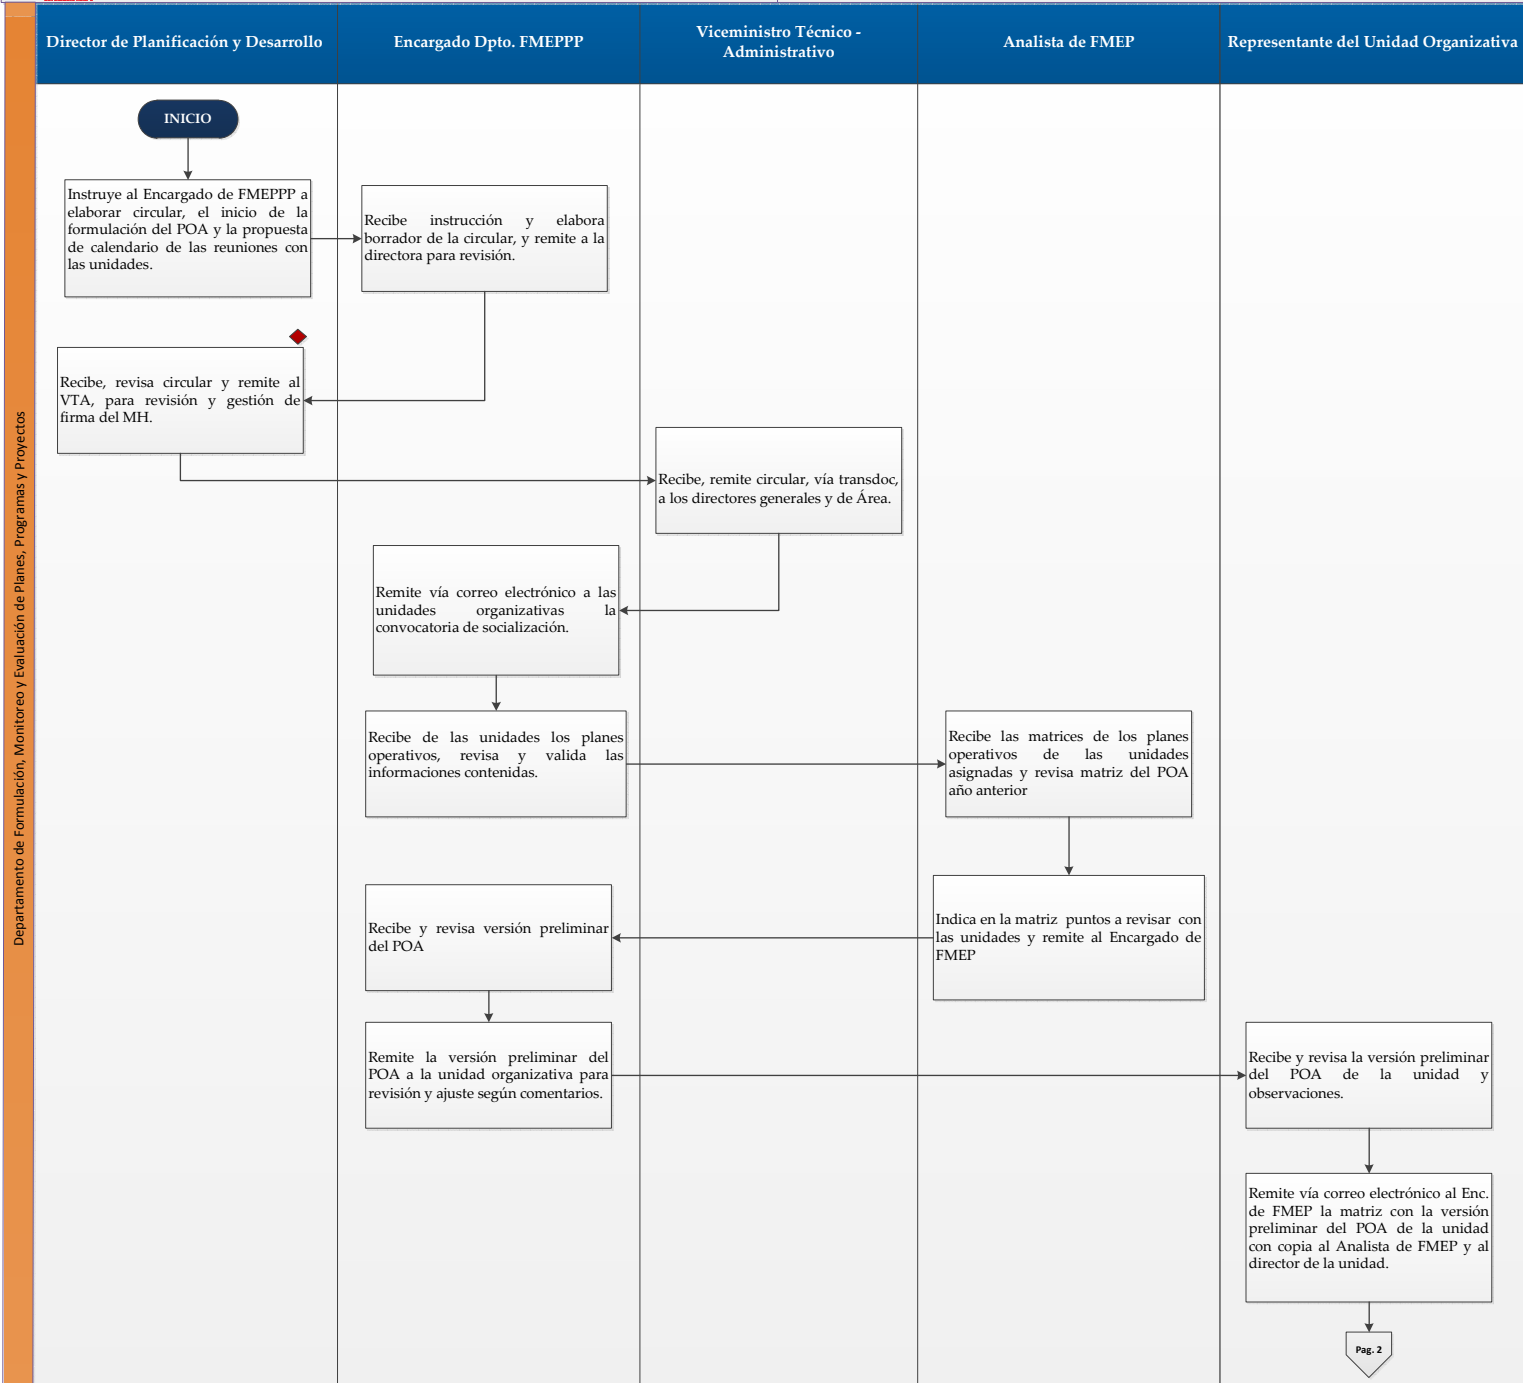 Director de Planificación y Desarrollo
Encargado Dpto. FMEPPP
Viceministro Técnico -
Administrativo
Analista de FMEP
Representante del Unidad Organizativa
Departamento de Formulación, Monitoreo y Evaluación de Planes, Programas y Proyectos
INICIO
Instruye al Encargado de FMEPPP a
elaborar circular, el inicio de la
formulación del POA y la propuesta
de calendario de las reuniones con
las unidades.
Recibe instrucción y elabora
borrador de la circular, y remite a la
directora para revisión.
Recibe, revisa circular y remite al
VTA, para revisión y gestión de
firma del MH.
Recibe, remite circular, vía transdoc,
a los directores generales y de Área.
Remite vía correo electrónico a las
unidades organizativas la
convocatoria de socialización.
Recibe de las unidades los planes
operativos, revisa y valida las
informaciones contenidas.
Recibe las matrices de los planes
operativos de las unidades
asignadas y revisa matriz del POA
año anterior
Indica en la matriz puntos a revisar con
las unidades y remite al Encargado de
FMEP
Recibe y revisa versión preliminar
del POA
Remite la versión preliminar del
POA a la unidad organizativa para
revisión y ajuste según comentarios.
Recibe y revisa la versión preliminar
del POA de la unidad y
observaciones.
Remite vía correo electrónico al Enc.
de FMEP la matriz con la versión
preliminar del POA de la unidad
con copia al Analista de FMEP y al
director de la unidad.
Pag. 2